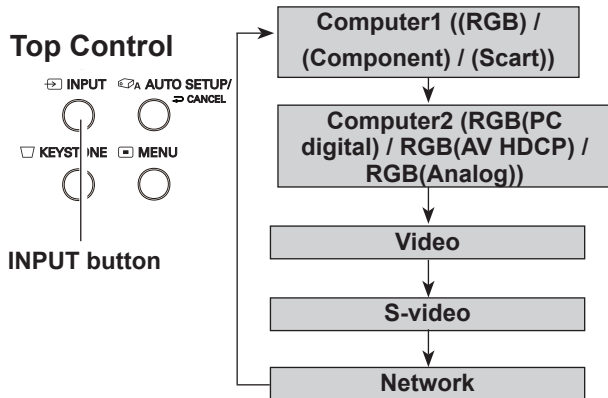 Top Control
INPUT
A AUTO SETUP/
CANCEL
KEYSTONE
MENU
INPUT button
Computer1 ((RGB) /
(Component) / (Scart))
Computer2 (RGB(PC
digital) / RGB(AV HDCP) /
RGB(Analog))
Video
S-video
Network